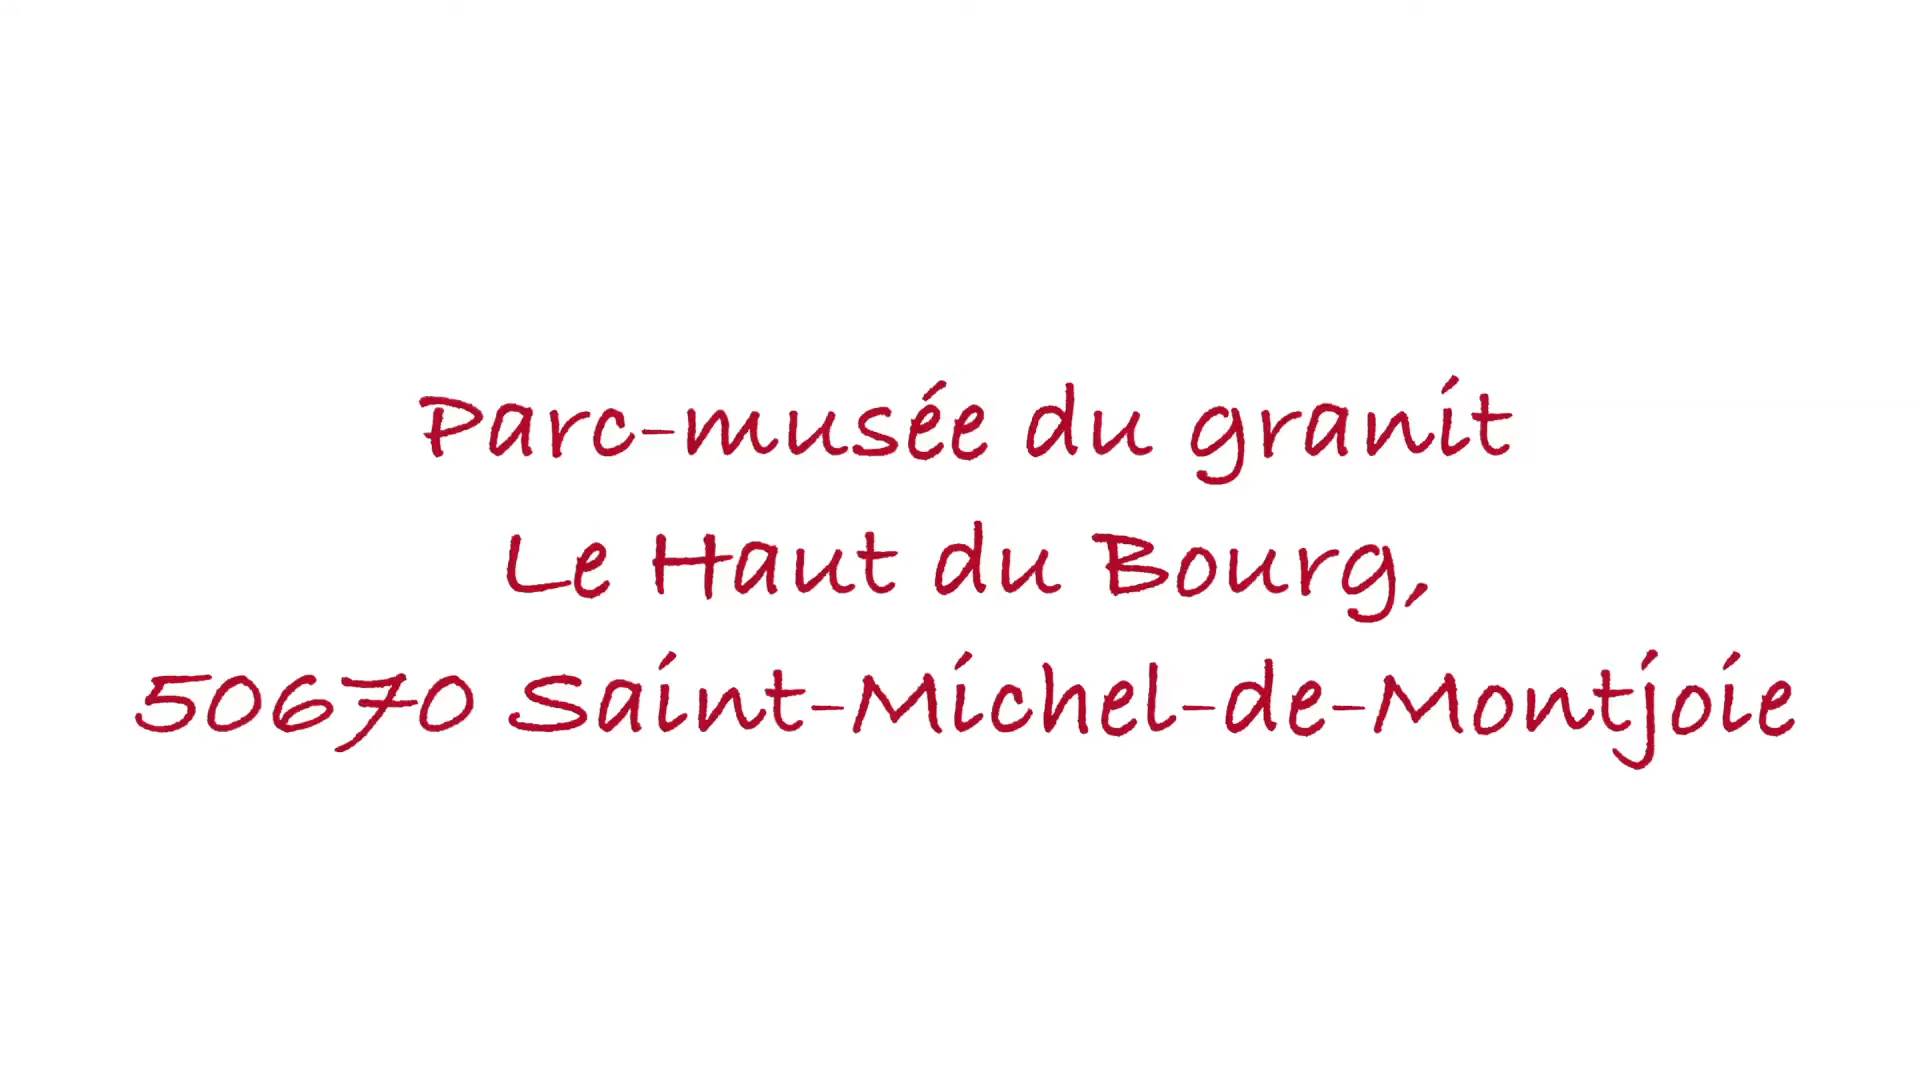 Parc-musée du granit
Le Haut du Bourg,
50670 Saint-Michel-de-Montjoie